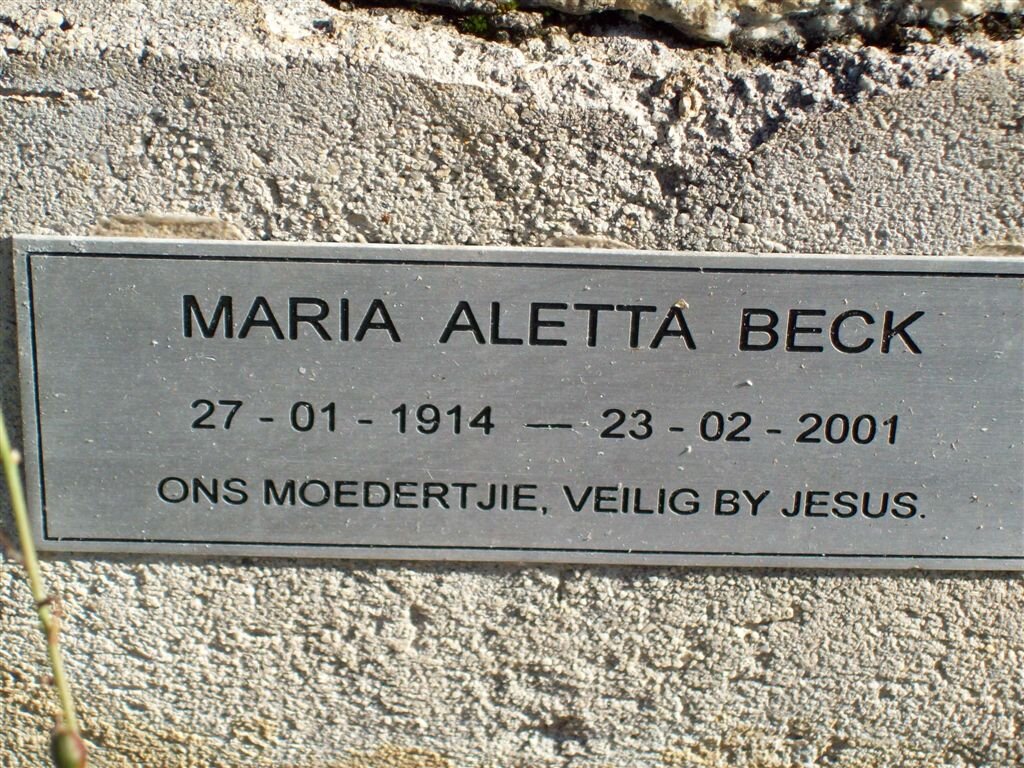 MARIA ALETTA BECK
27 - 01 - 1914 — 23 - 02 - 2001
ONS MOEDERTJIE, VEILIG BY JESUS.